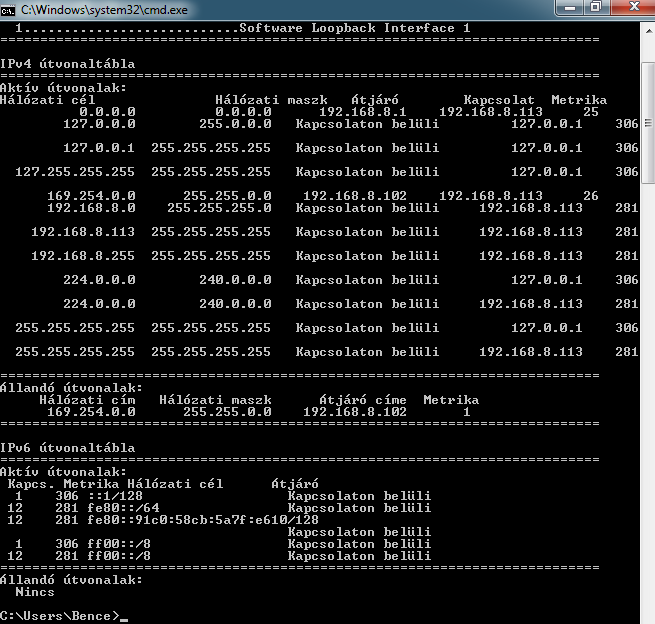 C:\Windows\system32\cmd.exe
1...........................Software Loopback Interface 1
===========================================================================
IPv4 útvonaltábla
===========================================================================
Aktív útvonalak:
Hálózati cél Hálózati maszk Átjáró Kapcsolat Metrika
0.0.0.0 0.0.0.0 192.168.8.1 192.168.8.113 25
127.0.0.0 255.0.0.0 Kapcsolaton belüli 127.0.0.1 306
127.0.0.1 255.255.255.255 Kapcsolaton belüli 127.0.0.1 306
127.255.255.255 255.255.255.255 Kapcsolaton belüli 127.0.0.1 306
169.254.0.0 255.255.0.0 192.168.8.102 192.168.8.113 26
192.168.8.0 255.255.255.0 Kapcsolaton belüli 192.168.8.113 281
192.168.8.113 255.255.255.255 Kapcsolaton belüli 192.168.8.113 281
192.168.8.255 255.255.255.255 Kapcsolaton belüli 192.168.8.113 281
224.0.0.0 240.0.0.0 Kapcsolaton belüli 127.0.0.1 306
224.0.0.0 240.0.0.0 Kapcsolaton belüli 192.168.8.113 281
255.255.255.255 255.255.255.255 Kapcsolaton belüli 127.0.0.1 306
255.255.255.255 255.255.255.255 Kapcsolaton belüli 192.168.8.113 281
===========================================================================
Állandó útvonalak:
Hálózati cím Hálózati maszk Átjáró címe Metrika
169.254.0.0 255.255.0.0 192.168.8.102 1
===========================================================================
IPv6 útvonaltábla
===========================================================================
Aktív útvonalak:
Kapcs. Metrika Hálózati cél Átjáró
1 306 ::1/128 Kapcsolaton belüli
12 281 fe80::/64 Kapcsolaton belüli
12 281 fe80::91c0:58cb:5a7f:e610/128
Kapcsolaton belüli
1 306 ff00::/8 Kapcsolaton belüli
12 281 ff00::/8 Kapcsolaton belüli
===========================================================================
Állandó útvonalak:
Nincs
C:\Users\Bence>_